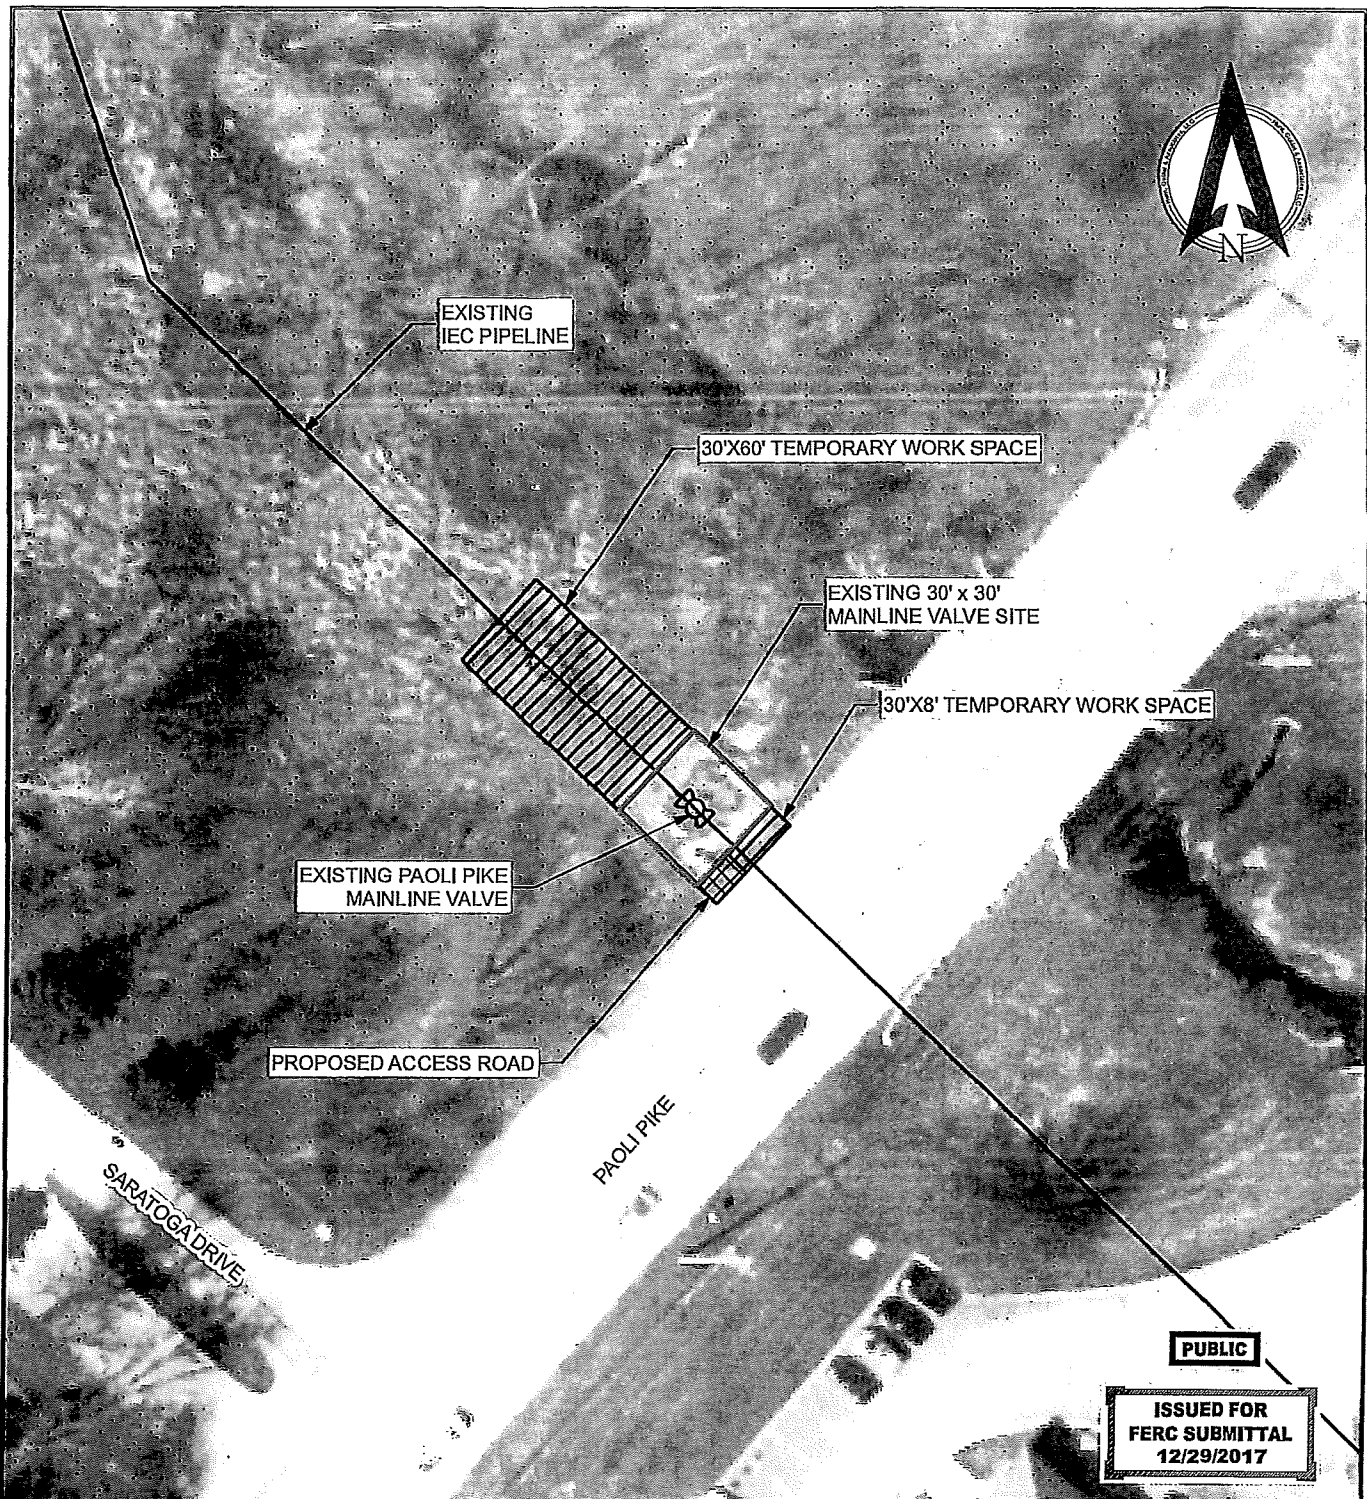 N
EXISTING
IEC PIPELINE
30'X60' TEMPORARY WORK SPACE
EXISTING 30' x 30'
MAINLINE VALVE SITE
30'X8' TEMPORARY WORK SPACE
EXISTING PAOLI PIKE
MAINLINE VALVE
PROPOSED ACCESS ROAD
PAOLI PIKE
SARATOGA DRIVE
PUBLIC
ISSUED FOR
FERC SUBMITTAL
12/29/2017